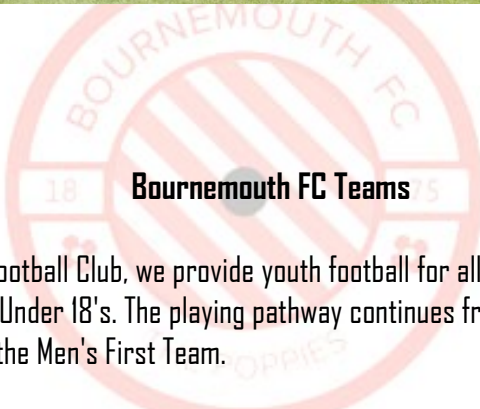 BOURNEMOUTH FC
18 75
Bournemouth FC Teams
ootball Club, we provide youth football for all
Under 18's. The playing pathway continues fr
the Men's First Team.
POPPIES